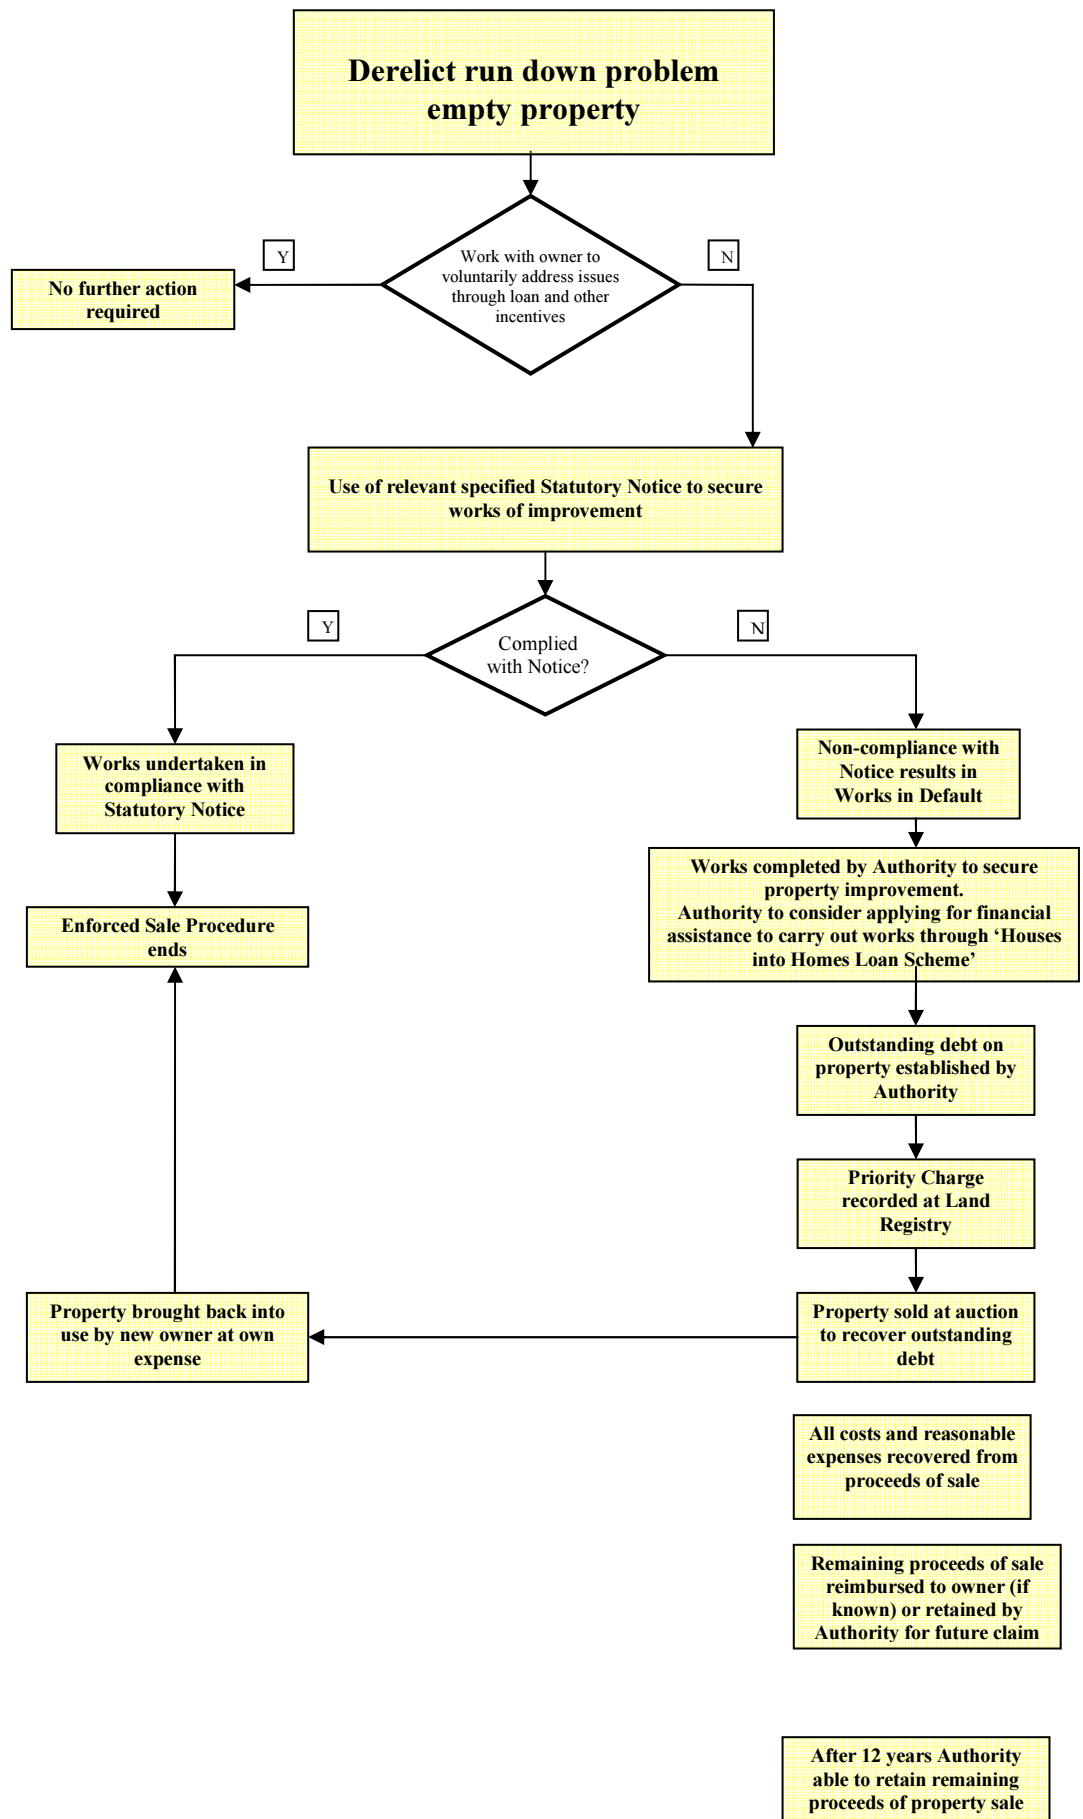 Derelict run down problem
empty property
Y
N
Work with owner to
voluntarily address issues
through loan and other
incentives
No further action
required
Use of relevant specified Statutory Notice to secure
works of improvement
Y
N
Complied
with Notice?
Works undertaken in
compliance with
Statutory Notice
Non-compliance with
Notice results in
Works in Default
Works completed by Authority to secure
property improvement.
Authority to consider applying for financial
assistance to carry out works through ‘Houses
into Homes Loan Scheme’
Enforced Sale Procedure
ends
Outstanding debt on
property established by
Authority
Priority Charge
recorded at Land
Registry
Property brought back into
use by new owner at own
expense
Property sold at auction
to recover outstanding
debt
All costs and reasonable
expenses recovered from
proceeds of sale
Remaining proceeds of sale
reimbursed to owner (if
known) or retained by
Authority for future claim
After 12 years Authority
able to retain remaining
proceeds of property sale